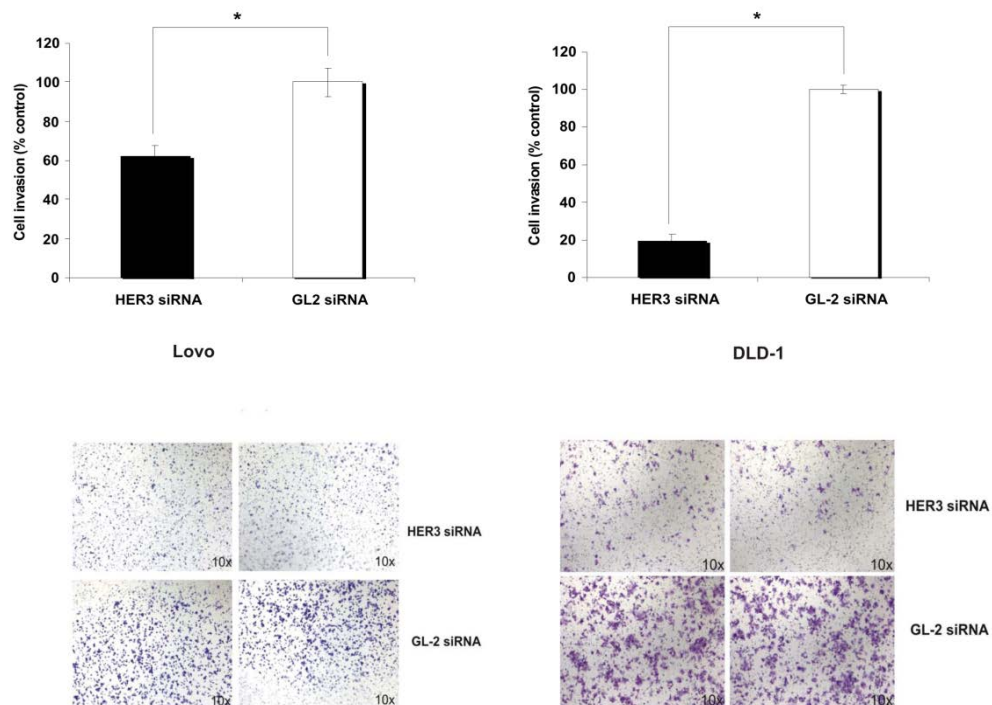 *
120
100
80
60
40
20
0
Cell invasion (% control)
HER3 siRNA
GL2 siRNA
Lovo
*
120
100
80
60
40
20
0
Cell invasion (% control)
HER3 siRNA
GL-2 siRNA
DLD-1
10x
10x
HER3 siRNA
10x
10x
GL-2 siRNA
10x
10x
HER3 siRNA
10x
10x
GL-2 siRNA